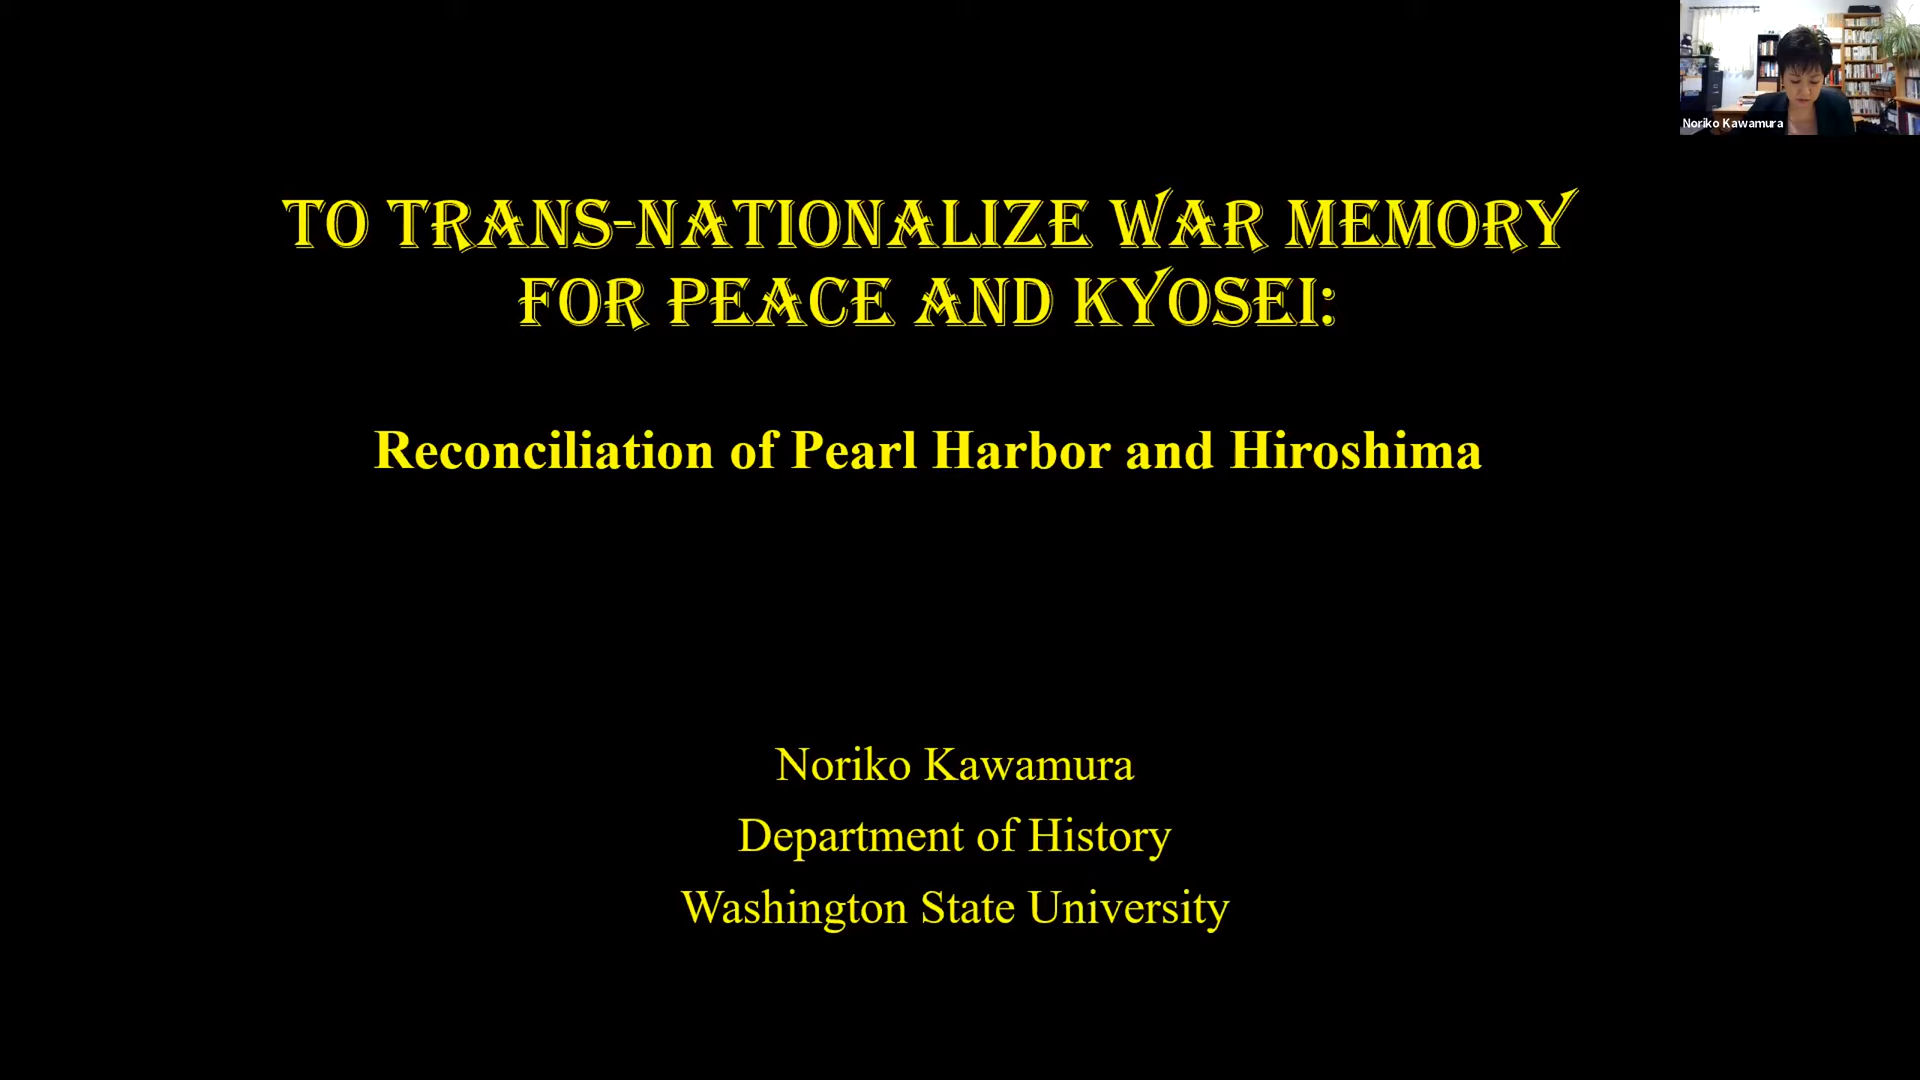 Noriko Kawamura
TO TRANS-NATIONALIZE WAR MEMORY
FOR PEACE AND KYOSEI:
Reconciliation of Pearl Harbor and Hiroshima
Noriko Kawamura
Department of History
Washington State University